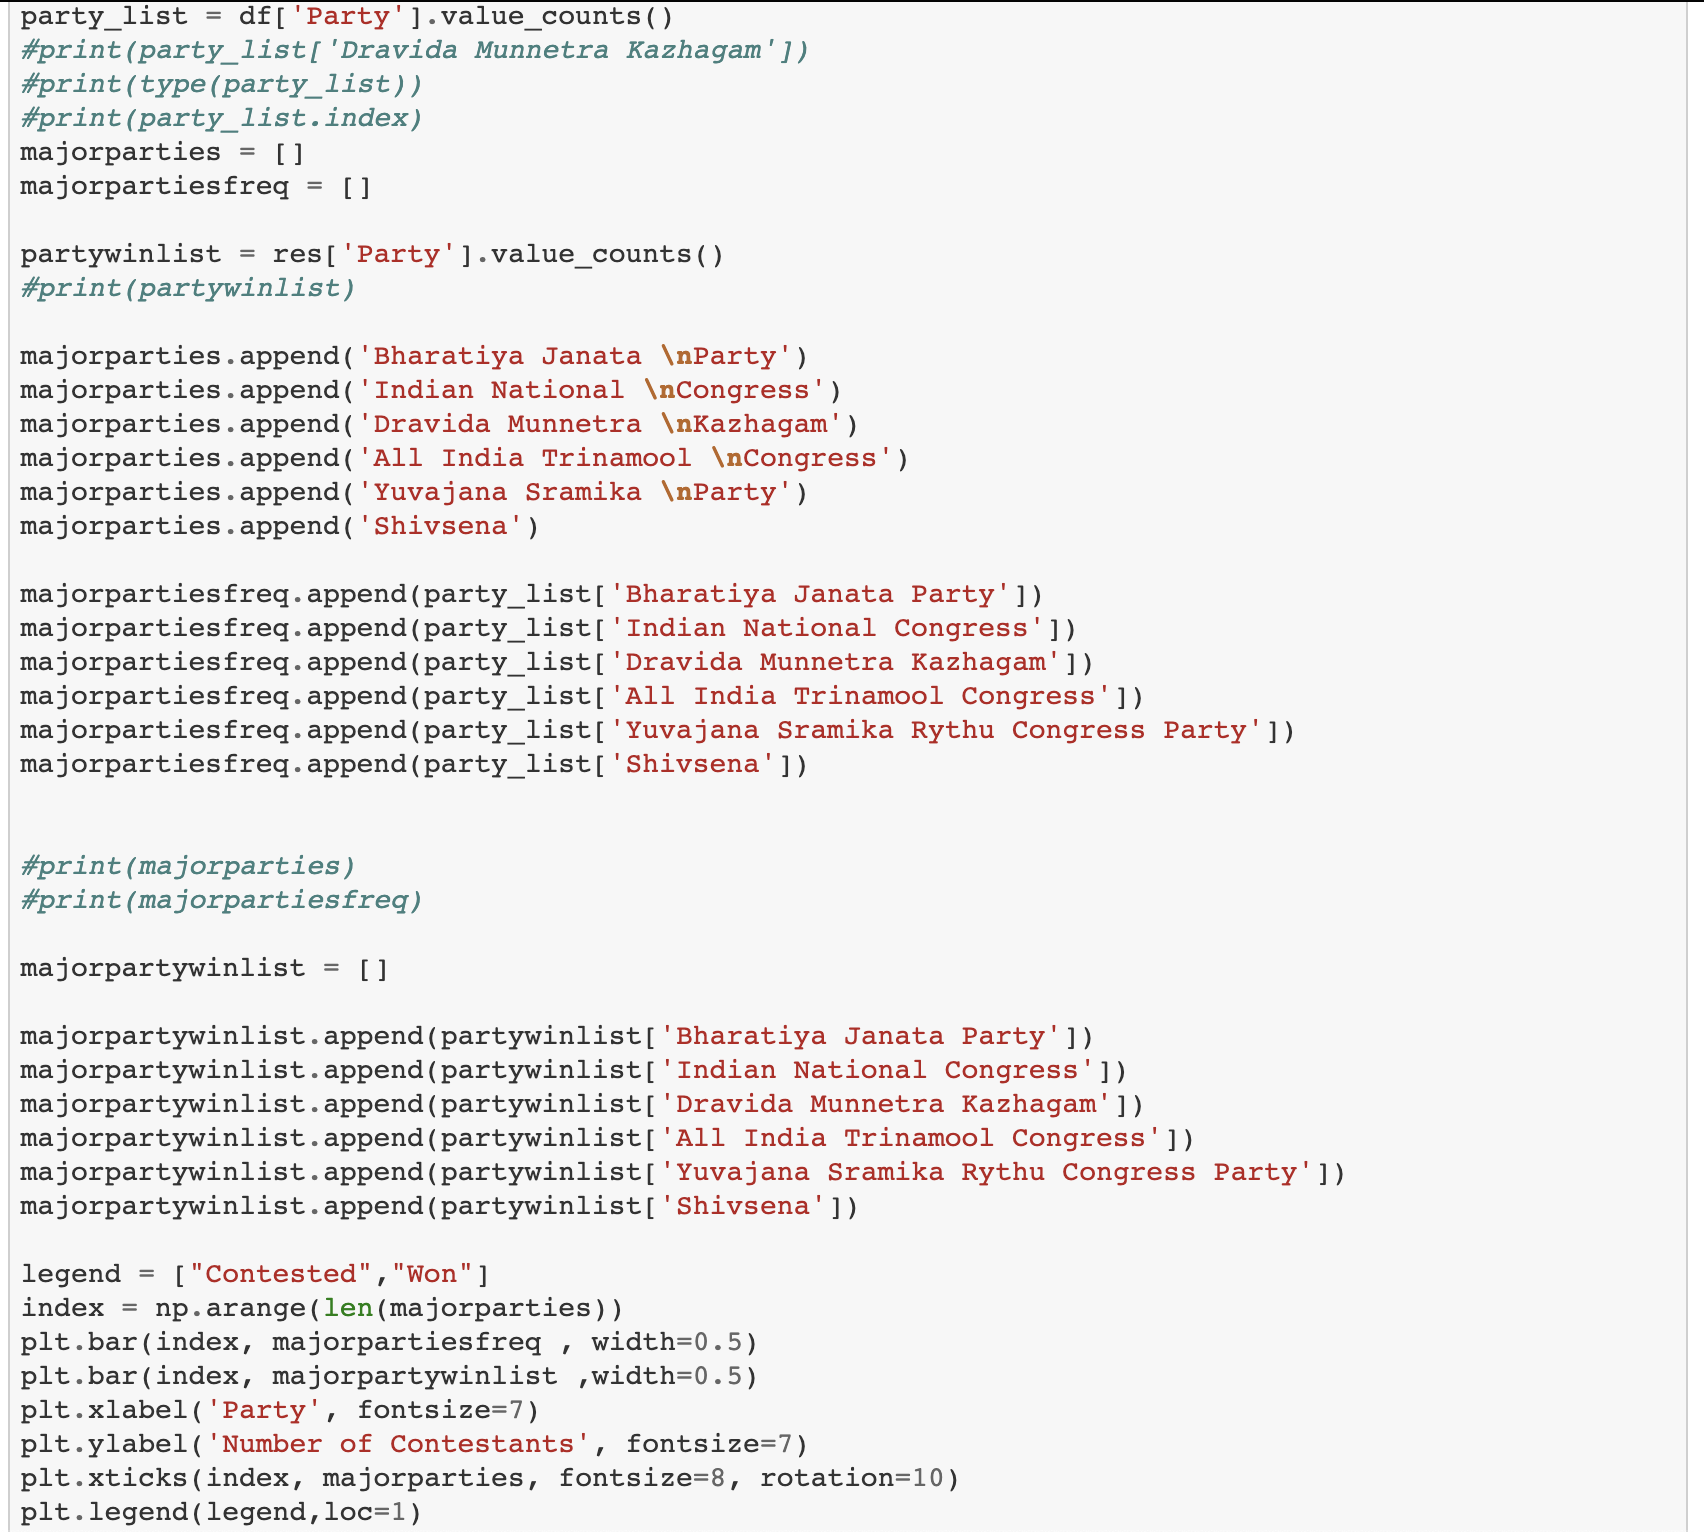 party_list = df['Party'].value_counts()
#print(party_list['Dravida Munnetra Kazhagam'])
#print(type(party_list))
#print(party_list.index)
majorparties = []
majorpartiesfreq = []
partywinlist = res['Party'].value_counts()
#print(partywinlist)
majorparties.append('Bharatiya Janata \nParty')
majorparties.append('Indian National \nCongress')
majorparties.append('Dravida Munnetra \nKazhagam')
majorparties.append('All India Trinamool \nCongress')
majorparties.append('Yuvajana Sramika \nParty')
majorparties.append('Shivsena')
majorpartiesfreq.append(party_list['Bharatiya Janata Party'])
majorpartiesfreq.append(party_list['Indian National Congress'])
majorpartiesfreq.append(party_list['Dravida Munnetra Kazhagam'])
majorpartiesfreq.append(party_list['All India Trinamool Congress'])
majorpartiesfreq.append(party_list['Yuvajana Sramika Rythu Congress Party'])
majorpartiesfreq.append(party_list['Shivsena'])
#print(majorparties)
#print(majorpartiesfreq)
majorpartywinlist = []
majorpartywinlist.append(partywinlist['Bharatiya Janata Party'])
majorpartywinlist.append(partywinlist['Indian National Congress'])
majorpartywinlist.append(partywinlist['Dravida Munnetra Kazhagam'])
majorpartywinlist.append(partywinlist['All India Trinamool Congress'])
majorpartywinlist.append(partywinlist['Yuvajana Sramika Rythu Congress Party'])
majorpartywinlist.append(partywinlist['Shivsena'])
legend = ["Contested","Won"]
index = np.arange(len(majorparties))
plt.bar(index, majorpartiesfreq , width=0.5)
plt.bar(index, majorpartywinlist ,width=0.5)
plt.xlabel('Party', fontsize=7)
plt.ylabel('Number of Contestants', fontsize=7)
plt.xticks(index, majorparties, fontsize=8, rotation=10)
plt.legend(legend,loc=1)